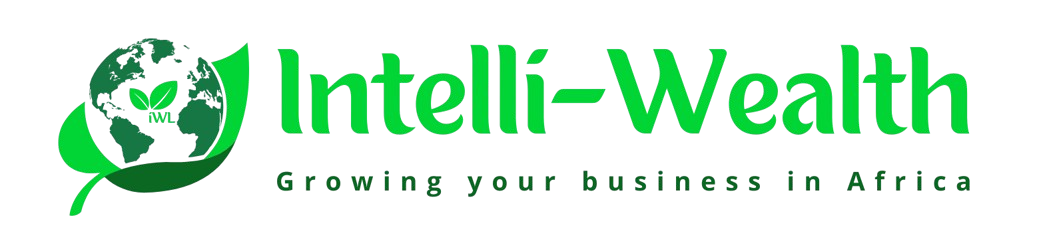 iWL
Intelli-Wealth
Growing your business in Africa